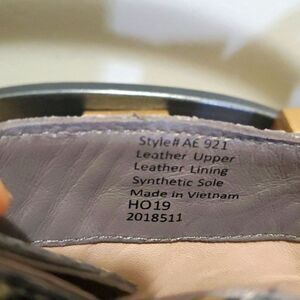 Style# AE 921
Leather Upper
Leather Lining
Synthetic Sole
Made in Vietnam
HO19
2018511